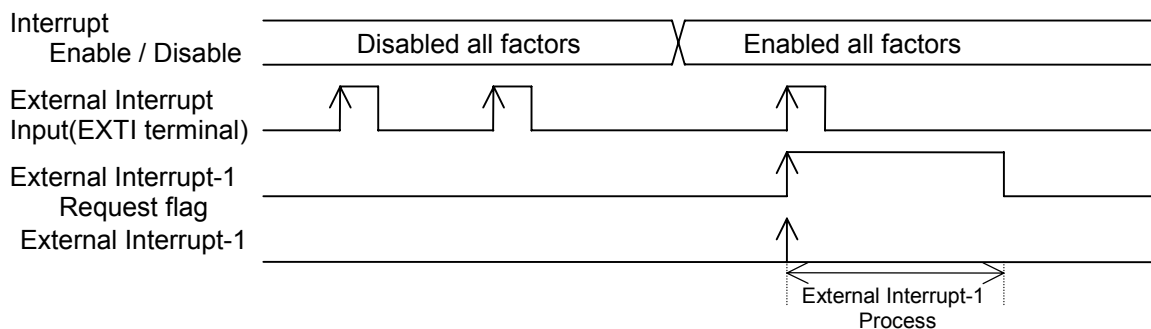 Interrupt
Enable / Disable
Disabled all factors
Enabled all factors
External Interrupt
Input(EXTI terminal)
External Interrupt-1
Request flag
External Interrupt-1
External Interrupt-1
Process